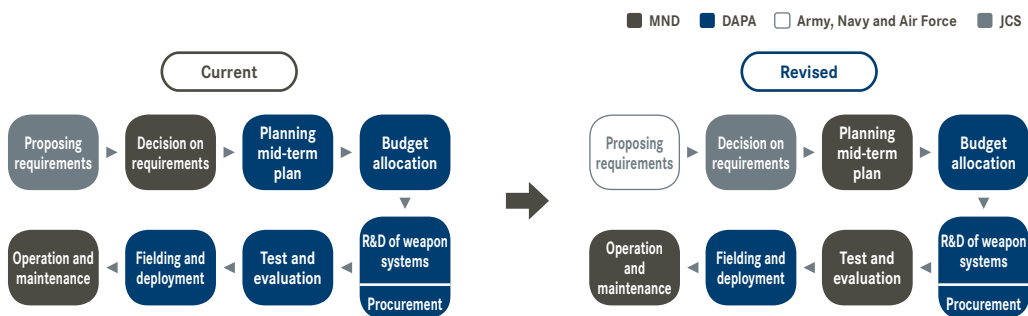 MND DAPA Army, Navy and Air Force JCS
Current
Proposing
requirements
Decision on
requirements
Planning
mid-term
plan
Budget
allocation
R&D of weapon
systems
Procurement
Test and
evaluation
Fielding and
deployment
Operation and
maintenance
Revised
Proposing
requirements
Decision on
requirements
Planning
mid-term
plan
Budget
allocation
R&D of weapon
systems
Procurement
Test and
evaluation
Fielding and
deployment
Operation
and
maintenance